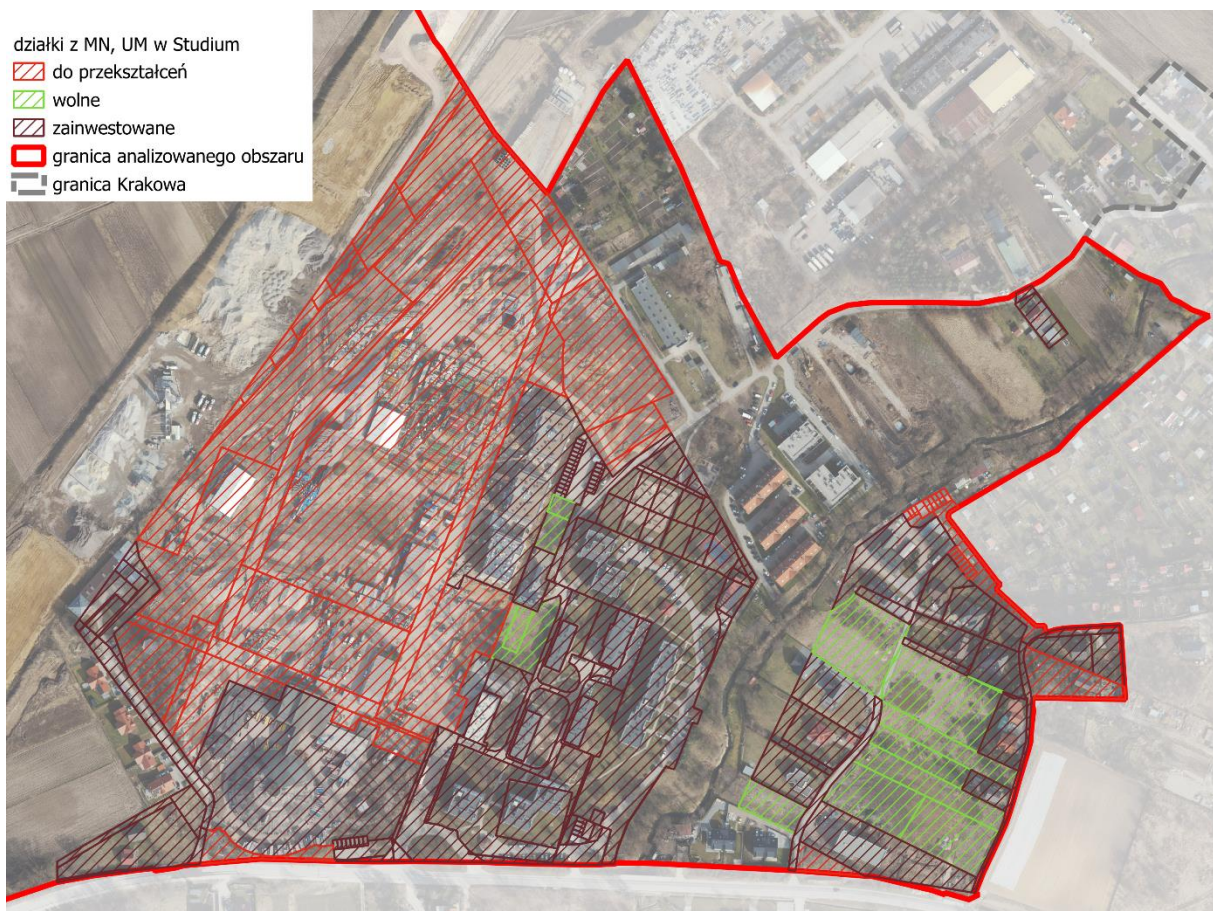 działki z MN, UM w Studium
do przekształceń
wolne
zainwestowane
granica analizowanego obszaru
granica Krakowa